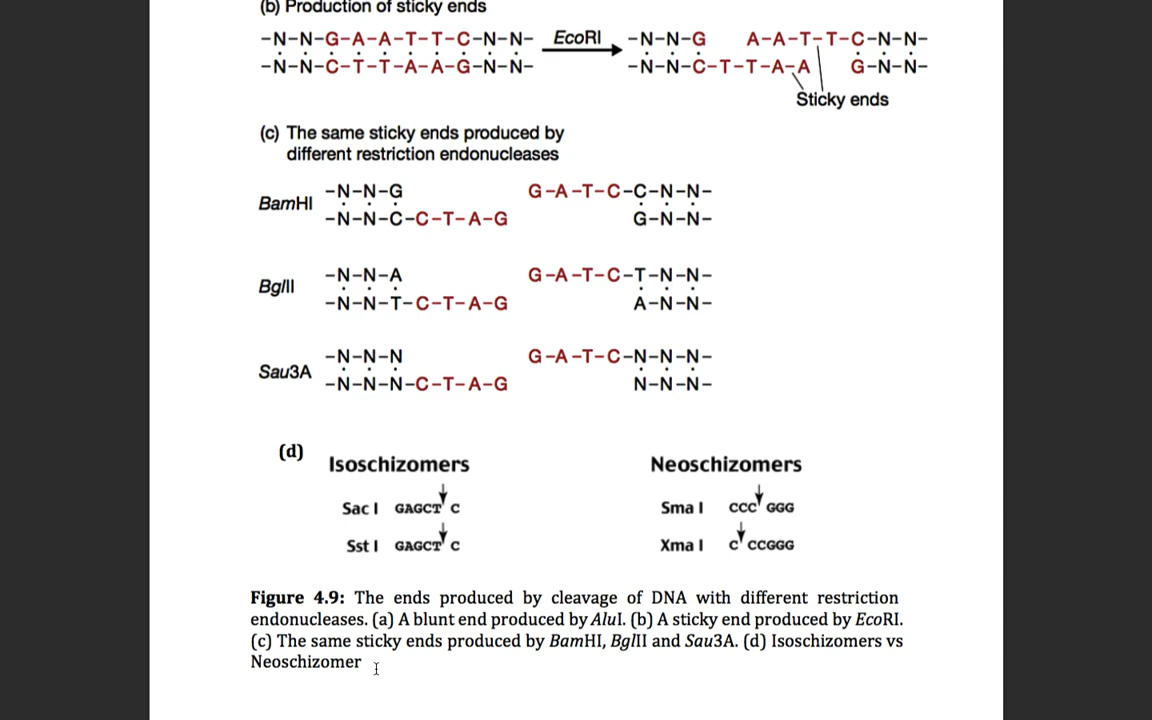 (b) Production of sticky ends
-N-N-G-A-A-T-T-C-N-N- EcoRI -N-N-G A-A-T-T-C-N-N-
-N-N-C-T-T-A-A-G-N-N- -N-N-C-T-T-A-A G-N-N-
Sticky ends
(c) The same sticky ends produced by
different restriction endonucleases
-N-N-G G-A-T-C-C-N-N-
BamHI
-N-N-C-C-T-A-G G-N-N-
-N-N-A G-A-T-C-T-N-N-
BglII
-N-N-T-C-T-A-G A-N-N-
-N-N-N G-A-T-C-N-N-N-
Sau3A
-N-N-N-C-T-A-G N-N-N-
(d)
Isoschizomers Neoschizomers
Sac I GAGCT C Sma I CCC GGG
Sst I GAGCT C Xma I C CCGGG
Figure 4.9: The ends produced by cleavage of DNA with different restriction
endonucleases. (a) A blunt end produced by AluI. (b) A sticky end produced by EcoRI.
(c) The same sticky ends produced by BamHI, BglII and Sau3A. (d) Isoschizomers vs
Neoschizomer